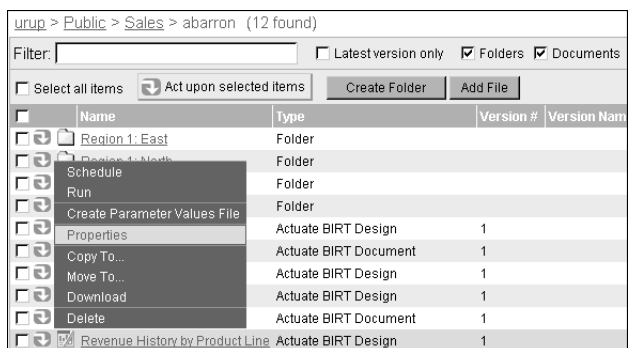 urup > Public > Sales > abarron (12 found)
Filter: Latest version only Folders Documents
Select all items Act upon selected items Create Folder Add File
Name Type Version # Version Nam
Region 1: East Folder
Region 1: North Folder
Schedule
Folder
Run
Folder
Create Parameter Values File
Actuate BIRT Design 1
Properties
Actuate BIRT Document 1
Copy To...
Move To... Actuate BIRT Design 1
Download Actuate BIRT Design 1
Delete Actuate BIRT Document 1
Revenue History by Product Line Actuate BIRT Design 1